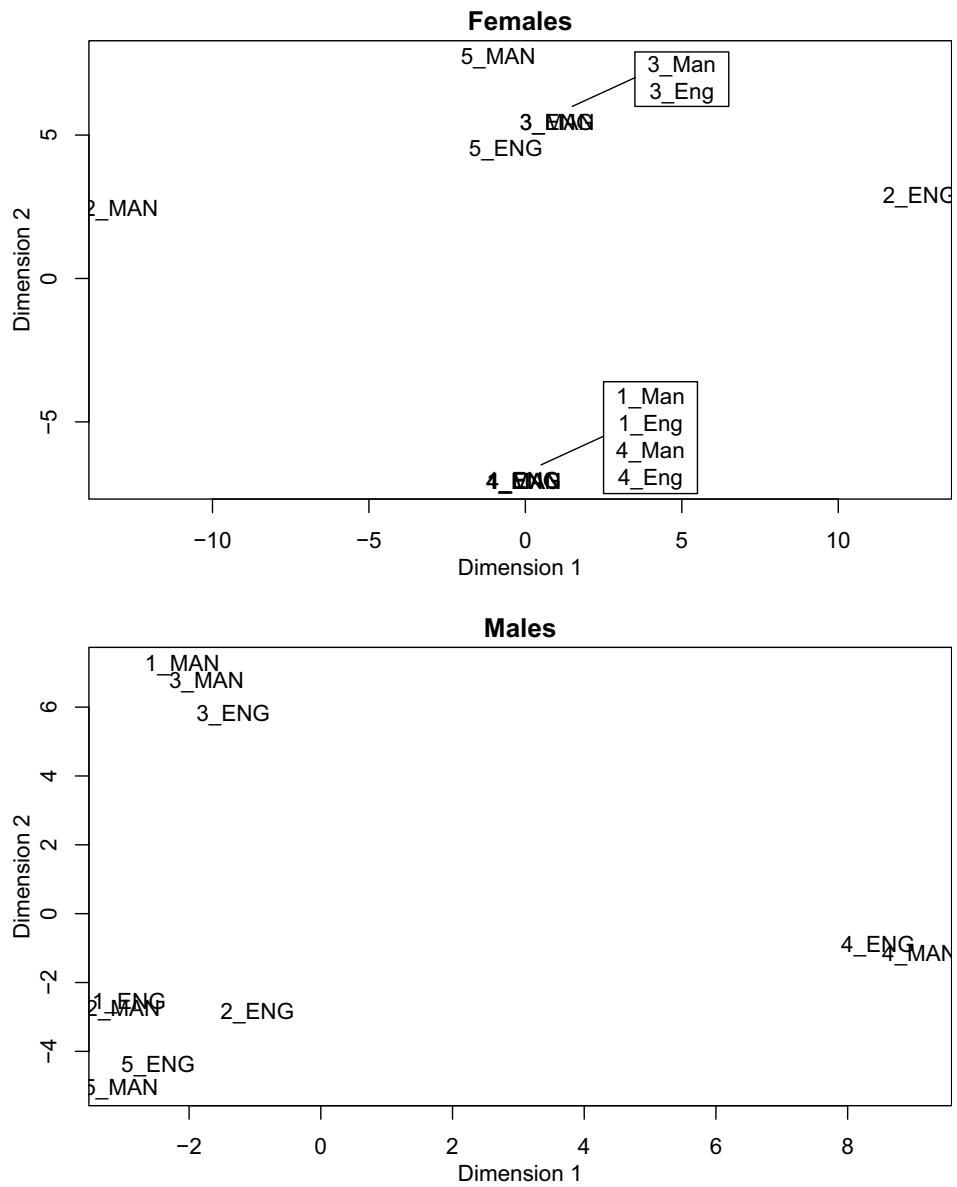 Females
5_MAN
3_Man
3_Eng
5
5_ENG
2_MAN
2_ENG
Dimension 2
0
−5
1_Man
1_Eng
4_Man
4_Eng
−10 −5 0 5 10
Dimension 1
Males
1_MAN
3_MAN
3_ENG
6
4
2
Dimension 2
0
4_ENG
4_MAN
−2
1_ENG
2_MAN
2_ENG
−4
5_ENG
5_MAN
−2 0 2 4 6 8
Dimension 1